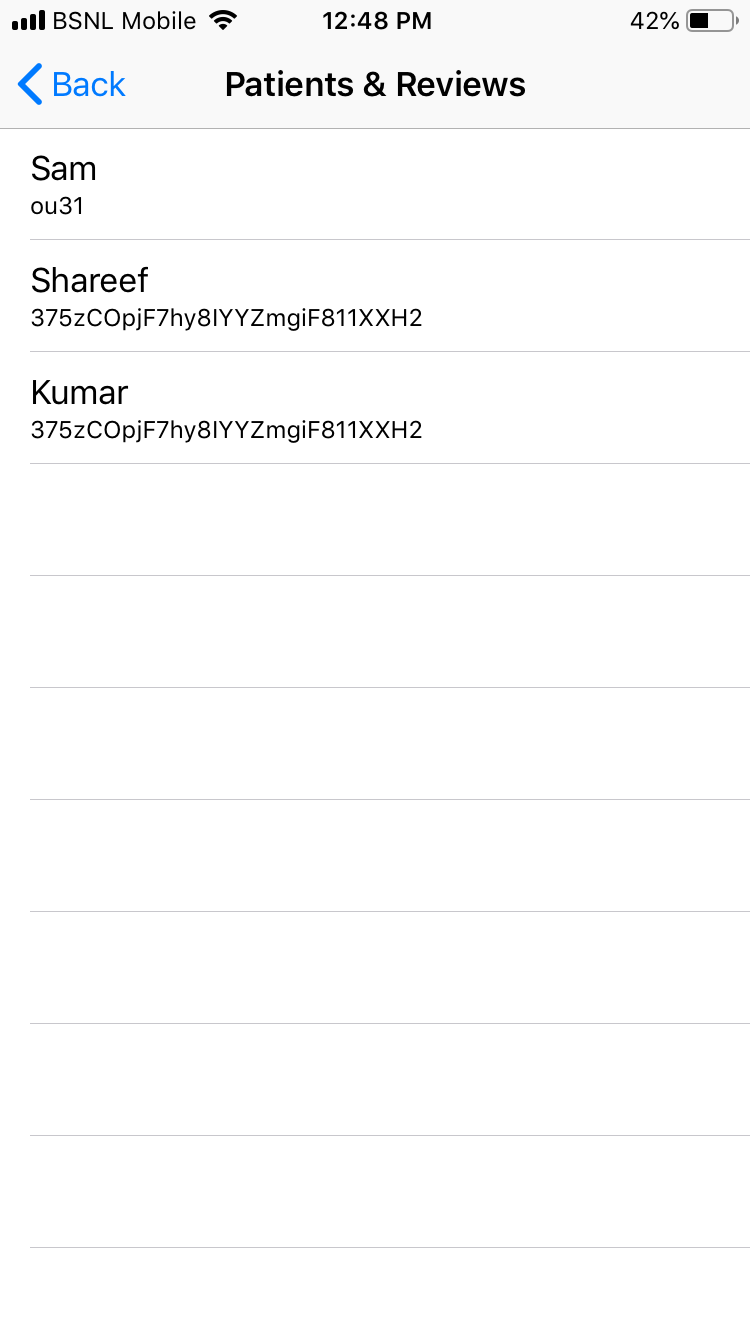 BSNL Mobile 12:48 PM 42%
Back Patients & Reviews
Sam
ou31
Shareef
375zCOpjF7hy8IYYZmgiF811XXH2
Kumar
375zCOpjF7hy8IYYZmgiF811XXH2